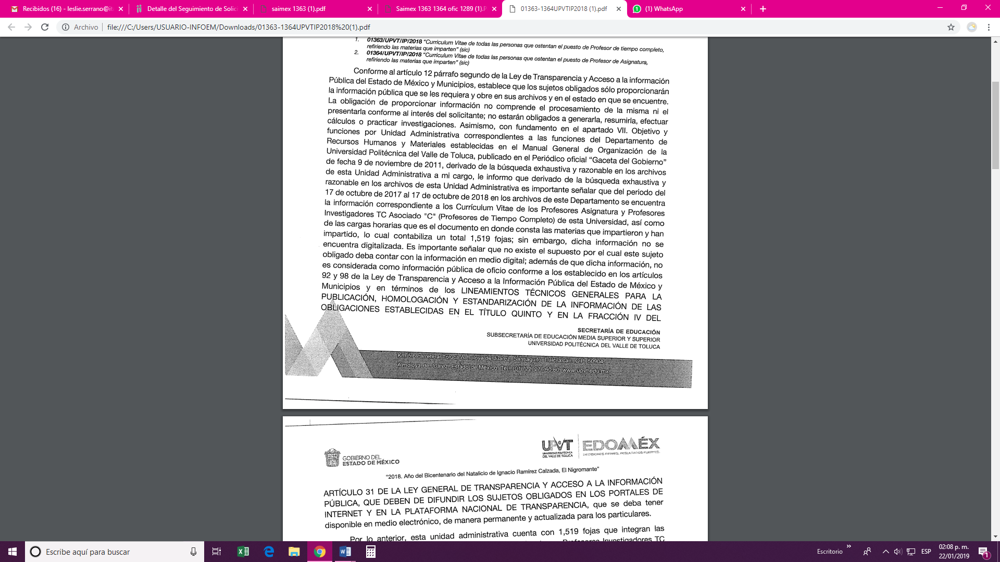 Recibidos (16) - leslie.serrano@it
Detalle del Seguimiento de Solici
saimex 1363 (1).pdf
Saimex 1363 1364 ofic 1289 (1).P
01363-1364UPVTIP2018 (1).pdf
(1) WhatsApp
Archivo
file:///C:/Users/USUARIO-INFOEM/Downloads/01363-1364UPVTIP2018%20(1).pdf
1. 01363/UPVT/IP/2018 “Curriculum Vitae de todas las personas que ostentan el puesto de Profesor de tiempo completo,
refiriendo las materias que imparten” (sic)
2. 01364/UPVT/IP/2018 “Curriculum Vitae de todas las personas que ostentan el puesto de Profesor de Asignatura,
refiriendo las materias que imparten” (sic)
Conforme al artículo 12 párrafo segundo de la Ley de Transparencia y Acceso a la información
Pública del Estado de México y Municipios, establece que los sujetos obligados sólo proporcionarán
la información pública que se les requiera y obre en sus archivos y en el estado en que se encuentre.
La obligación de proporcionar información no comprende el procesamiento de la misma ni el
presentarla conforme al interés del solicitante; no estarán obligados a generarla, resumirla, efectuar
cálculos o practicar investigaciones. Asimismo, con fundamento en el apartado VII. Objetivo y
funciones por Unidad Administrativa correspondientes a las funciones del Departamento de
Recursos Humanos y Materiales establecidas en el Manual General de Organización de la
Universidad Politécnica del Valle de Toluca, publicado en el Periódico oficial “Gaceta del Gobierno”
de fecha 9 de noviembre de 2011, derivado de la búsqueda exhaustiva y razonable en los archivos
de esta Unidad Administrativa a mi cargo, le informo que derivado de la búsqueda exhaustiva y
razonable en los archivos de esta Unidad Administrativa es importante señalar que del periodo del
17 de octubre de 2017 al 17 de octubre de 2018 en los archivos de este Departamento se encuentra
la información correspondiente a los Currículum Vitae de los Profesores Asignatura y Profesores
Investigadores TC Asociado "C" (Profesores de Tiempo Completo) de esta Universidad, así como
de las cargas horarias que es el documento en donde consta las materias que impartieron y han
impartido, lo cual contabiliza un total 1,519 fojas; sin embargo, dicha información no se
encuentra digitalizada. Es importante señalar que no existe el supuesto por el cual este sujeto
obligado deba contar con la información en medio digital; además de que dicha información, no
es considerada como información pública de oficio conforme a los establecido en los artículos
92 y 98 de la Ley de Transparencia y Acceso a la Información Pública del Estado de México y
Municipios y en términos de los LINEAMIENTOS TÉCNICOS GENERALES PARA LA
PUBLICACIÓN, HOMOLOGACIÓN Y ESTANDARIZACIÓN DE LA INFORMACIÓN DE LAS
OBLIGACIONES ESTABLECIDAS EN EL TÍTULO QUINTO Y EN LA FRACCIÓN IV DEL
SECRETARÍA DE EDUCACIÓN
SUBSECRETARÍA DE EDUCACIÓN MEDIA SUPERIOR Y SUPERIOR
UNIVERSIDAD POLITÉCNICA DEL VALLE DE TOLUCA
Km 5.6 carretera Toluca Almoloya de Juárez, Santiaguito Tlalcilalcali, C.P. 50904,
Almoloya de Juárez, Estado de México. Tel.: (01 722) 276 60 60. www.upvt.edu.mx
GOBIERNO DEL
ESTADO DE MÉXICO
UPVT
UNIVERSIDAD POLITÉCNICA
DEL VALLE DE TOLUCA
EDOMÉX
DECISIONES FIRMES, RESULTADOS FUERTES.
“2018. Año del Bicentenario del Natalicio de Ignacio Ramírez Calzada, El Nigromante”
ARTÍCULO 31 DE LA LEY GENERAL DE TRANSPARENCIA Y ACCESO A LA INFORMACIÓN
PÚBLICA, QUE DEBEN DE DIFUNDIR LOS SUJETOS OBLIGADOS EN LOS PORTALES DE
INTERNET Y EN LA PLATAFORMA NACIONAL DE TRANSPARENCIA, que se deba tener
disponible en medio electrónico, de manera permanente y actualizada para los particulares.
Por lo anterior, esta unidad administrativa cuenta con 1,519 fojas que integran las
Profesores Investigadores TC
Escribe aquí para buscar
Escritorio
ESP
02:08 p. m.
22/01/2019
1